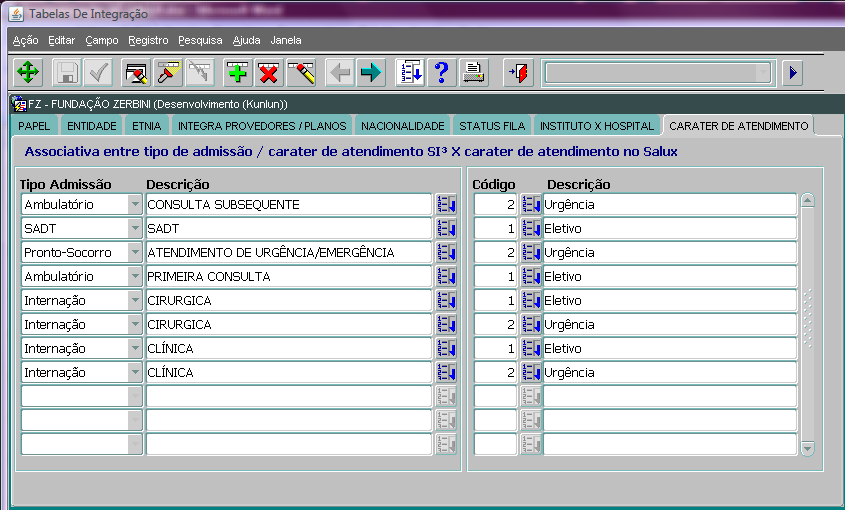 Tabelas De Integração
Ação Editar Campo Registro Pesquisa Ajuda Janela
FZ - FUNDAÇÃO ZERBINI (Desenvolvimento (Kunlun))
PAPEL ENTIDADE ETNIA INTEGRA PROVEDORES / PLANOS NACIONALIDADE STATUS FILA INSTITUTO X HOSPITAL CARATER DE ATENDIMENTO
Associativa entre tipo de admissão / carater de atendimento SI³ X carater de atendimento no Salux
Tipo Admissão Descrição Código Descrição
Ambulatório CONSULTA SUBSEQUENTE 2 Urgência
SADT SADT 1 Eletivo
Pronto-Socorro ATENDIMENTO DE URGÊNCIA/EMERGÊNCIA 2 Urgência
Ambulatório PRIMEIRA CONSULTA 1 Eletivo
Internação CIRURGICA 1 Eletivo
Internação CIRURGICA 2 Urgência
Internação CLÍNICA 1 Eletivo
Internação CLÍNICA 2 Urgência